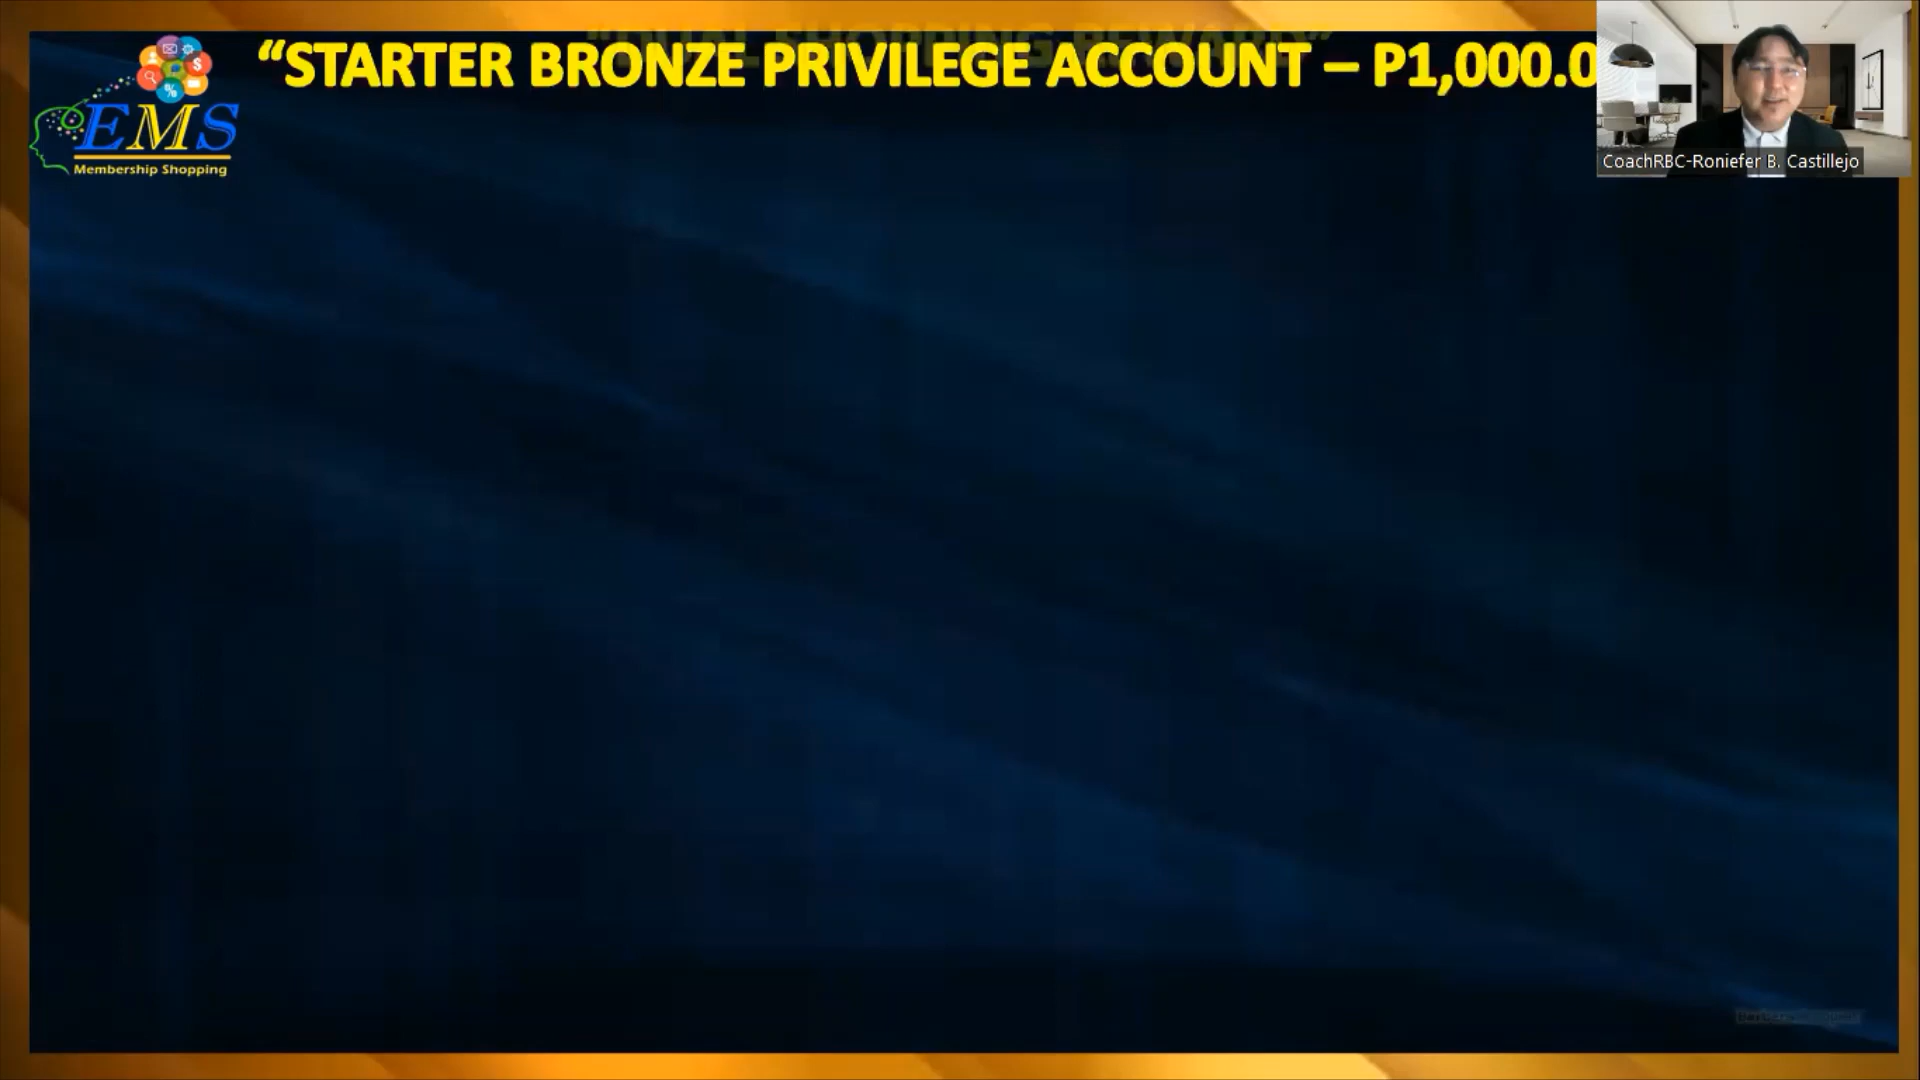 “STARTER BRONZE PRIVILEGE ACCOUNT – P1,000.0
EMS
Membership Shopping
CoachRBC-Roniefer B. Castillejo